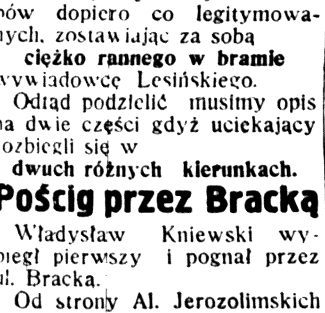 pów dopiero co legitymowa-
nych, zostawiając za sobą
ciężko rannego w bramie
wywiadowcę Lesińskiego.
Odtąd podzielić musimy opis
na dwie części gdyż uciekający
rozbiegli się w
dwuch różnych kierunkach.
Pościg przez Bracką
Władysław Kniewski wy-
biegł pierwszy i pognał przez
ul. Bracką.
Od strony Al. Jerozolimskich